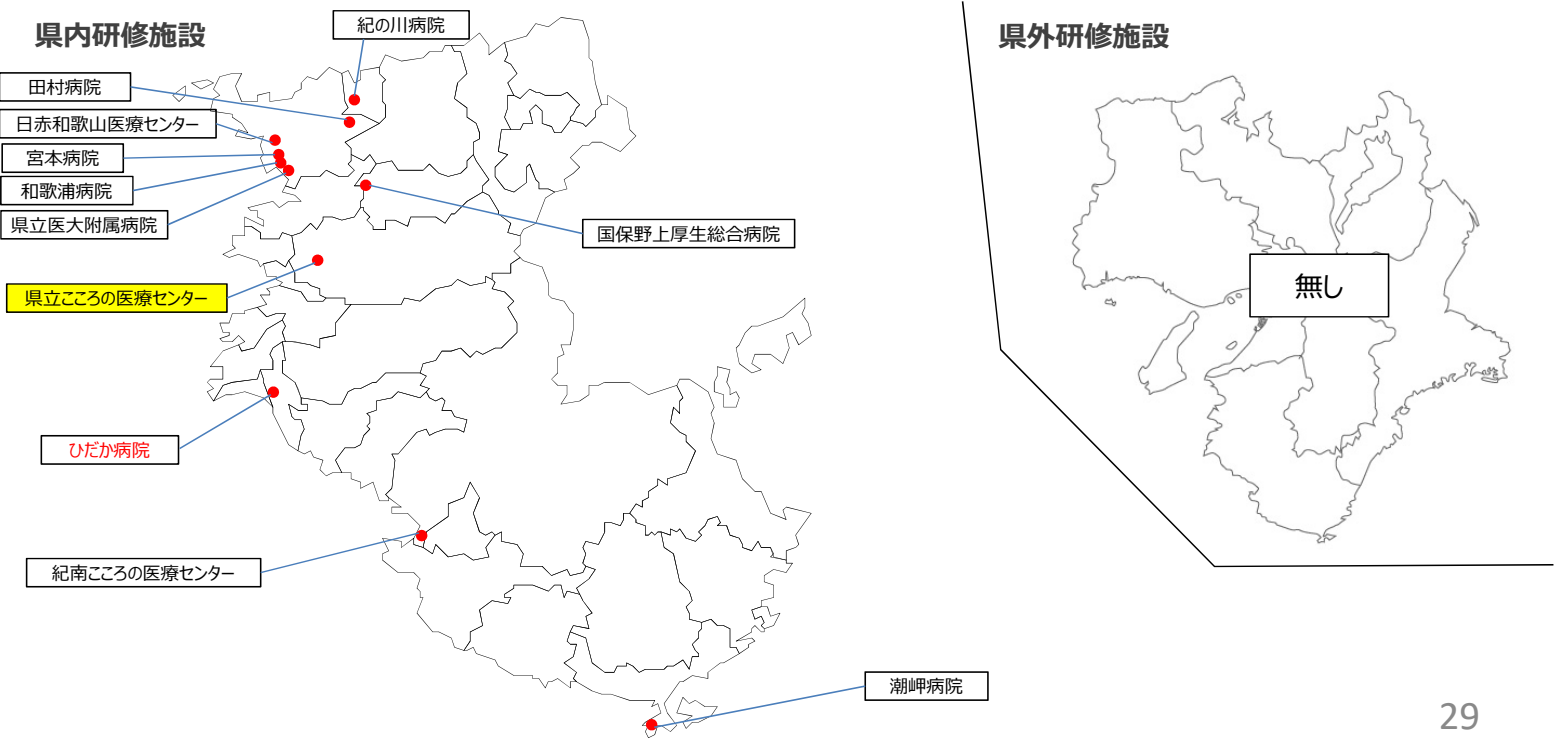 県内研修施設
紀の川病院
田村病院
日赤和歌山医療センター
宮本病院
和歌浦病院
県立医大附属病院
国保野上厚生総合病院
県立こころの医療センター
ひだか病院
紀南こころの医療センター
潮岬病院
県外研修施設
無し
29